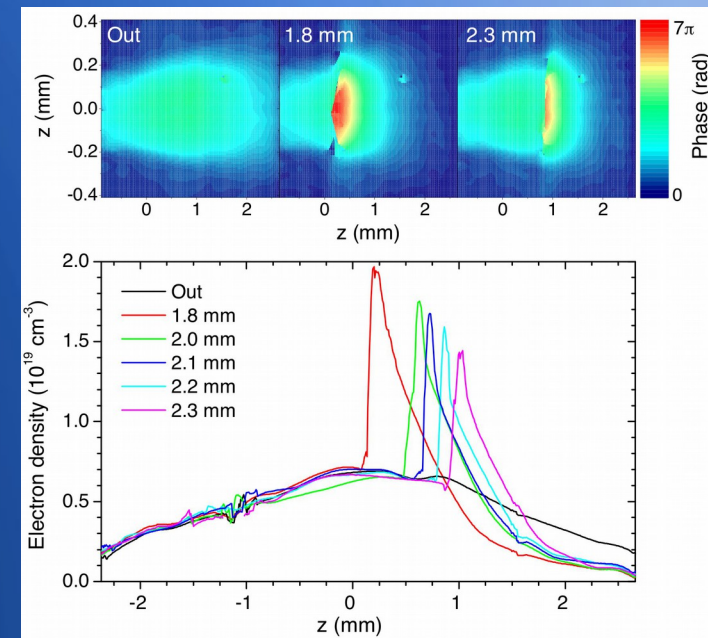 Out 1.8 mm 2.3 mm
0.4
0.2
0.0
-0.2
-0.4
z (mm)
0 1 2 0 1 2 0 1 2
z (mm)
7π
Phase (rad)
0
2.0
1.5
1.0
0.5
0.0
Electron density (10¹⁹ cm⁻³)
Out
1.8 mm
2.0 mm
2.1 mm
2.2 mm
2.3 mm
-2 -1 0 1 2
z (mm)